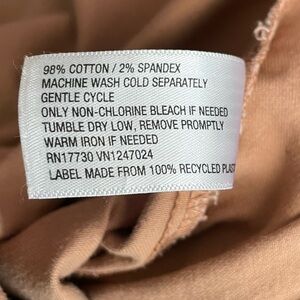 98% COTTON / 2% SPANDEX
MACHINE WASH COLD SEPARATELY
GENTLE CYCLE
ONLY NON-CHLORINE BLEACH IF NEEDED
TUMBLE DRY LOW, REMOVE PROMPTLY
WARM IRON IF NEEDED
RN17730 VN1247024
LABEL MADE FROM 100% RECYCLED